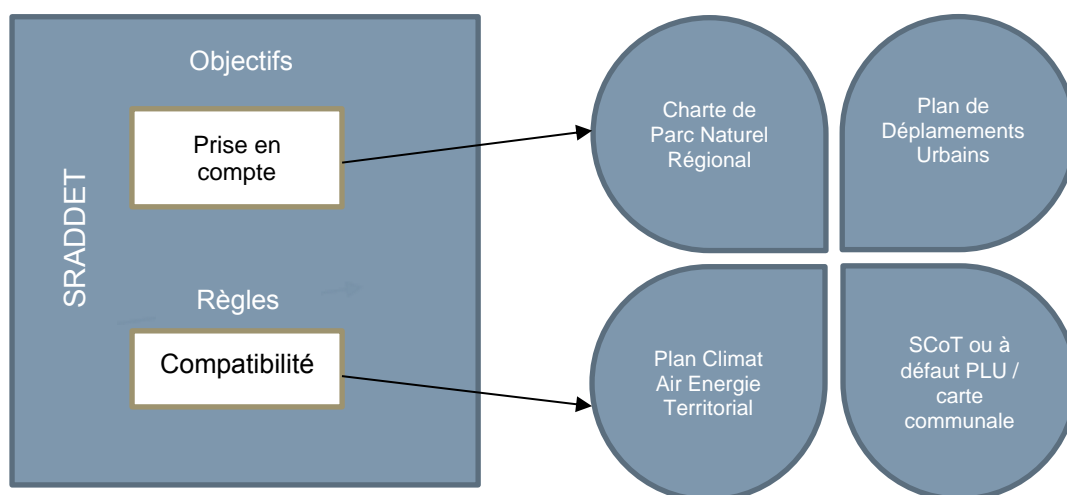 Objectifs
Prise en
compte
SRADDET
Règles
Compatibilité
Charte de
Parc Naturel
Régional
Plan de
Déplamements
Urbains
Plan Climat
Air Energie
Territorial
SCoT ou à
défaut PLU /
carte
communale